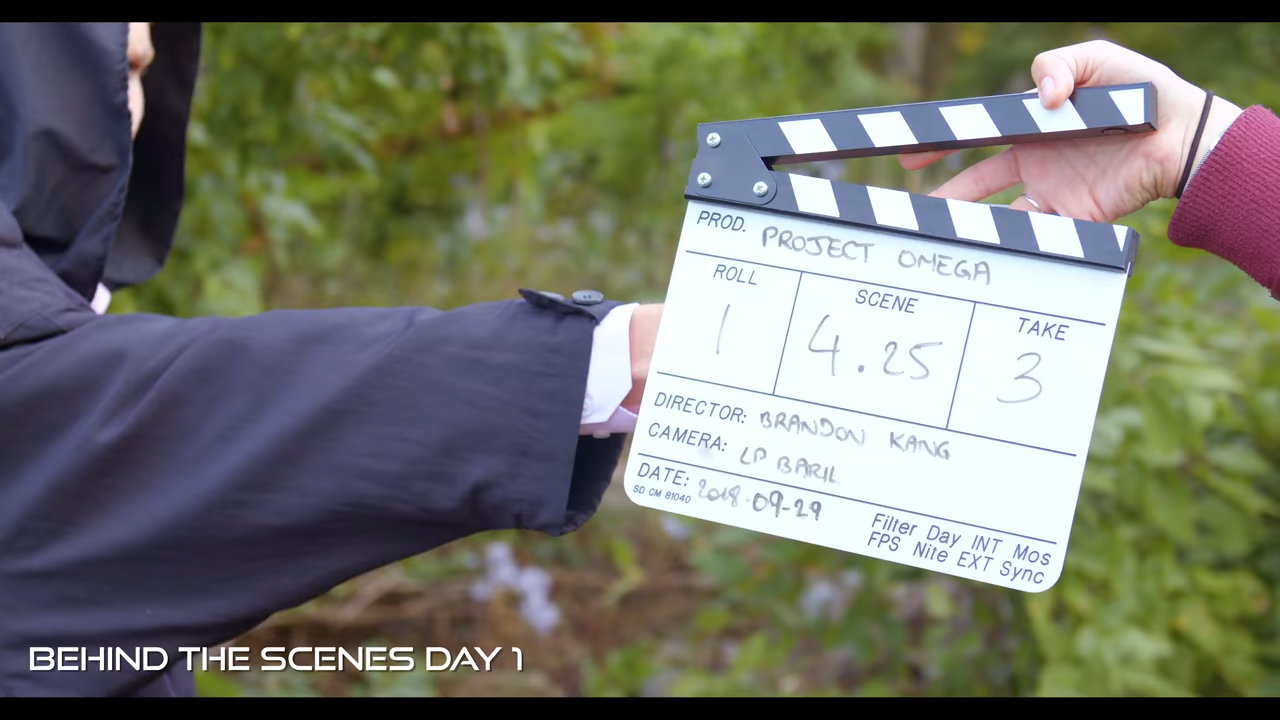 PROD. PROJECT OMEGA
ROLL SCENE TAKE
1 4.25 3
DIRECTOR: BRANDON KANG
CAMERA: LP BARIL
DATE: 2018-09-29
SD CM 81040
Filter Day INT Mos
FPS Nite EXT Sync
BEHIND THE SCENES DAY 1